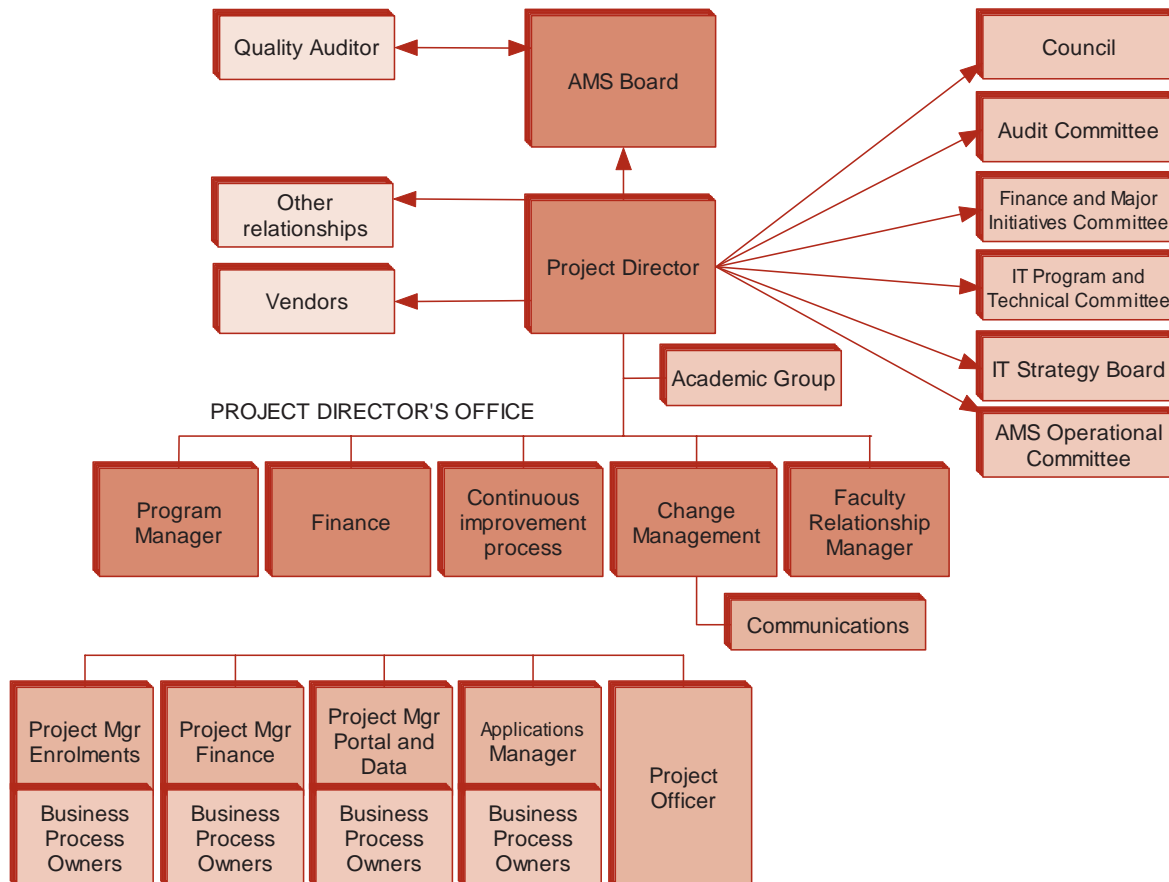 Quality Auditor
AMS Board
Council
Audit Committee
Other
relationships
Project Director
Finance and Major
Initiatives Committee
Vendors
IT Program and
Technical Committee
Academic Group
IT Strategy Board
PROJECT DIRECTOR'S OFFICE
AMS Operational
Committee
Program
Manager
Finance
Continuous
improvement
process
Change
Management
Faculty
Relationship
Manager
Communications
Project Mgr
Enrolments
Project Mgr
Finance
Project Mgr
Portal and
Data
Applications
Manager
Project
Officer
Business
Process
Owners
Business
Process
Owners
Business
Process
Owners
Business
Process
Owners